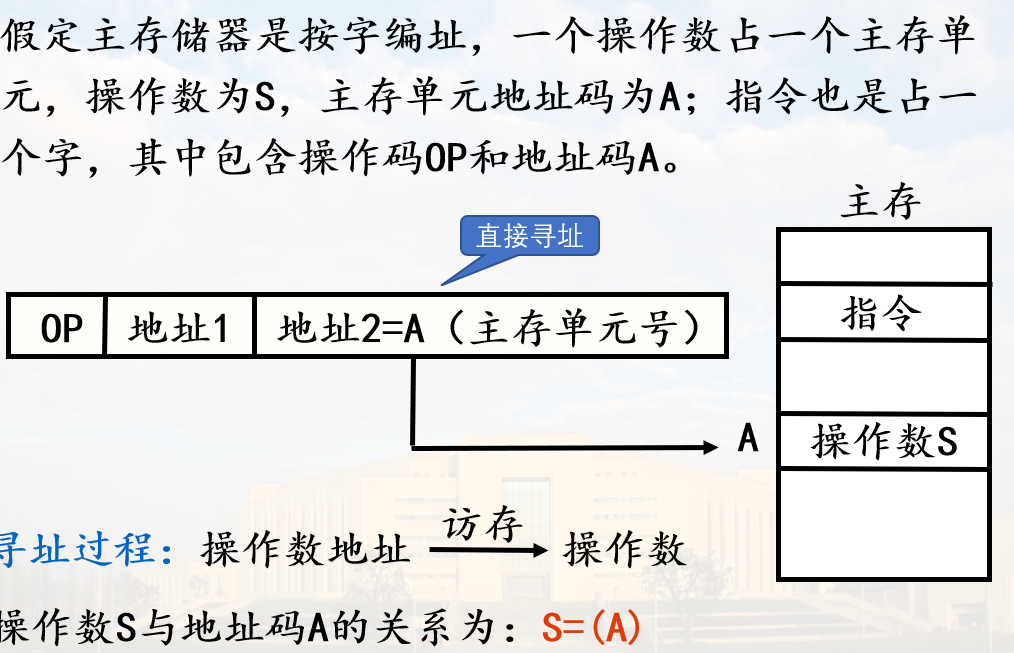 假定主存储器是按字编址，一个操作数占一个主存单
元，操作数为S，主存单元地址码为A；指令也是占一
个字，其中包含操作码OP和地址码A。
主存
直接寻址
指令
OP 地址1 地址2=A（主存单元号）
A 操作数S
访存
寻址过程：操作数地址 操作数
操作数S与地址码A的关系为：S=(A)